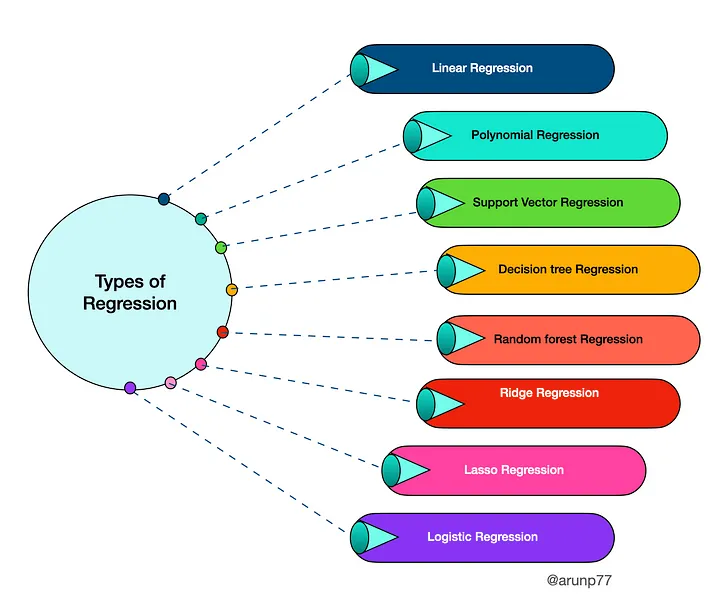 Types of
Regression
Linear Regression
Polynomial Regression
Support Vector Regression
Decision tree Regression
Random forest Regression
Ridge Regression
Lasso Regression
Logistic Regression
@arunp77